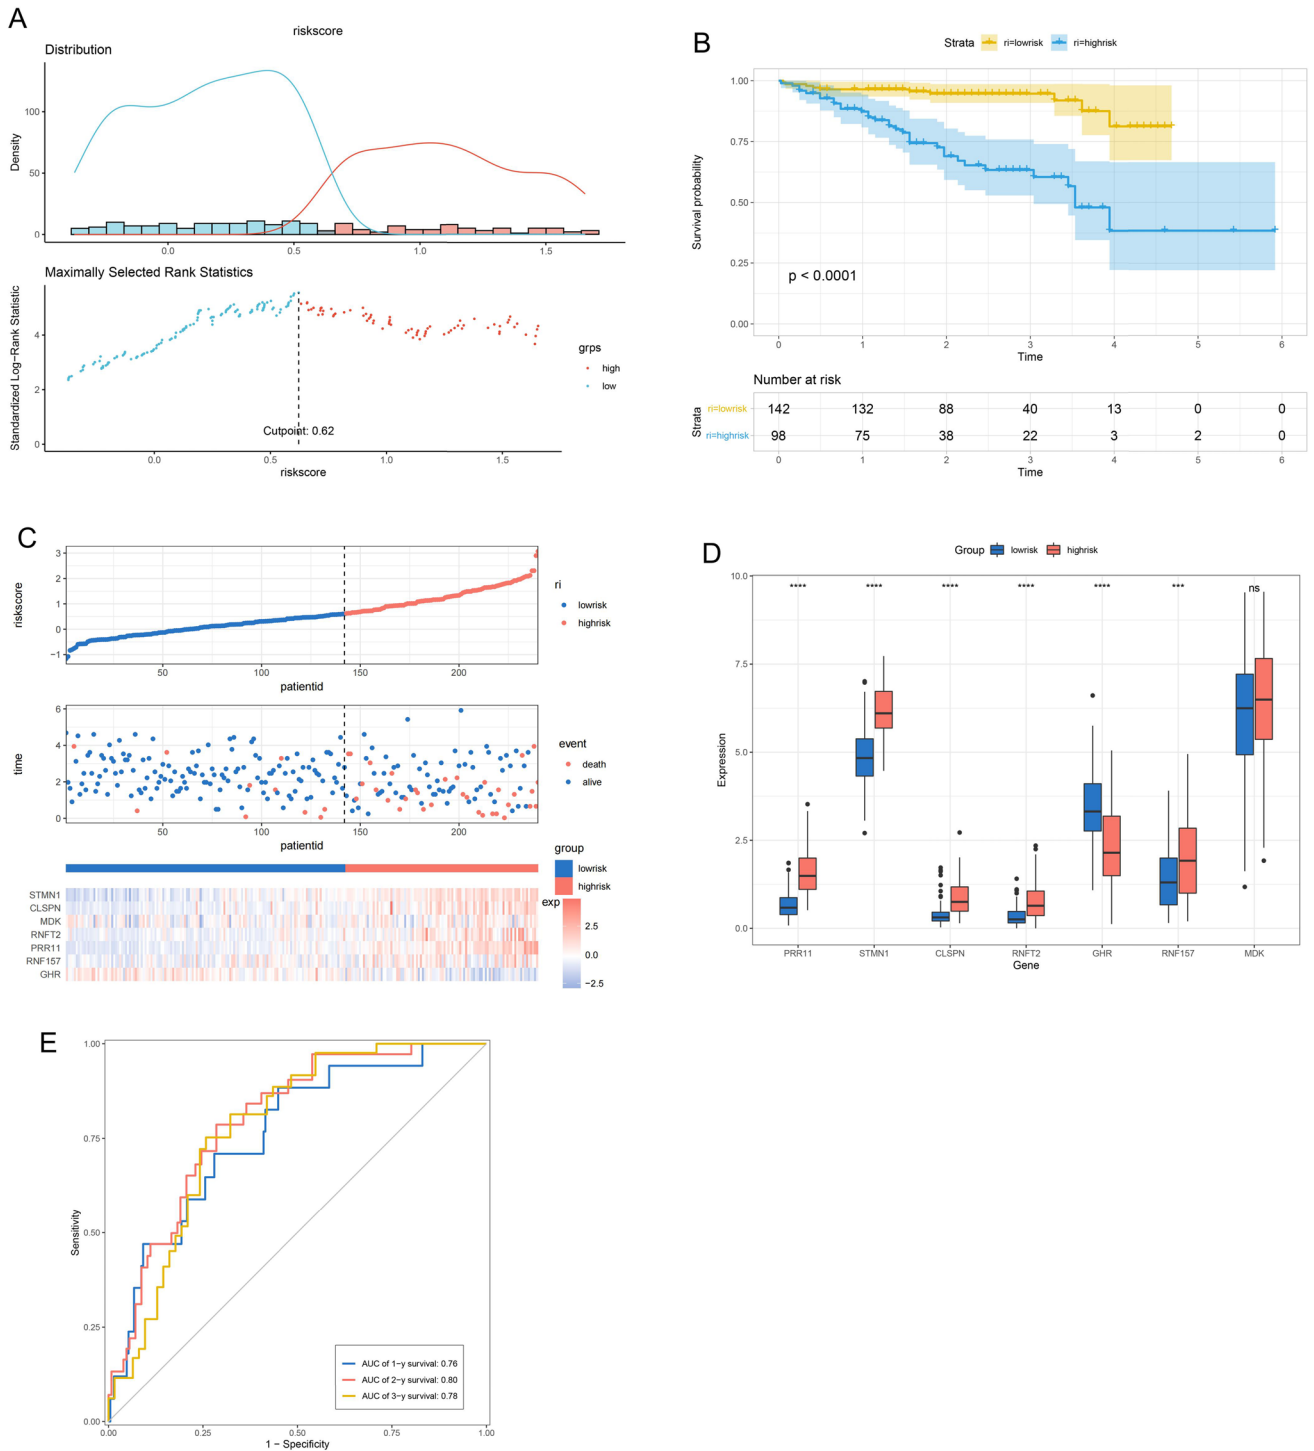 A
riskscore
Distribution
Density
100
50
0
0.0 0.5 1.0 1.5
Maximally Selected Rank Statistics
Standardized Log-Rank Statistic
4
2
0
Cutpoint: 0.62
0.0 0.5 1.0 1.5
riskscore
grps
high
low
B
Strata ri=lowrisk ri=highrisk
Survival probability
1.00
0.75
0.50
0.25
0.00
p < 0.0001
0 1 2 3 4 5 6
Time
Number at risk
Strata
ri=lowrisk 142 132 88 40 13 0 0
ri=highrisk 98 75 38 22 3 2 0
0 1 2 3 4 5 6
Time
C
riskscore
3
2
1
0
−1
50 100 150 200
patientid
ri
lowrisk
highrisk
time
6
4
2
0
50 100 150 200
patientid
event
death
alive
group
lowrisk
highrisk
STMN1
CLSPN
MDK
RNFT2
PRR11
RNF157
GHR
exp
2.5
0.0
−2.5
D
Group lowrisk highrisk
Expression
10.0
7.5
5.0
2.5
0.0
**** **** **** **** **** *** ns
PRR11 STMN1 CLSPN RNFT2 GHR RNF157 MDK
Gene
E
Sensitivity
1.00
0.75
0.50
0.25
0.00
AUC of 1−y survival: 0.76
AUC of 2−y survival: 0.80
AUC of 3−y survival: 0.78
0.00 0.25 0.50 0.75 1.00
1 − Specificity